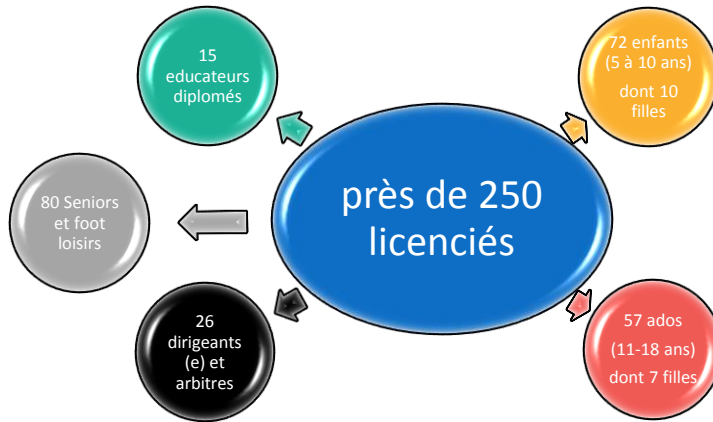 15
educateurs
diplomés
72 enfants
(5 à 10 ans)
dont 10
filles
près de 250
licenciés
80 Seniors
et foot
loisirs
26
dirigeants
(e) et
arbitres
57 ados
(11-18 ans)
dont 7 filles